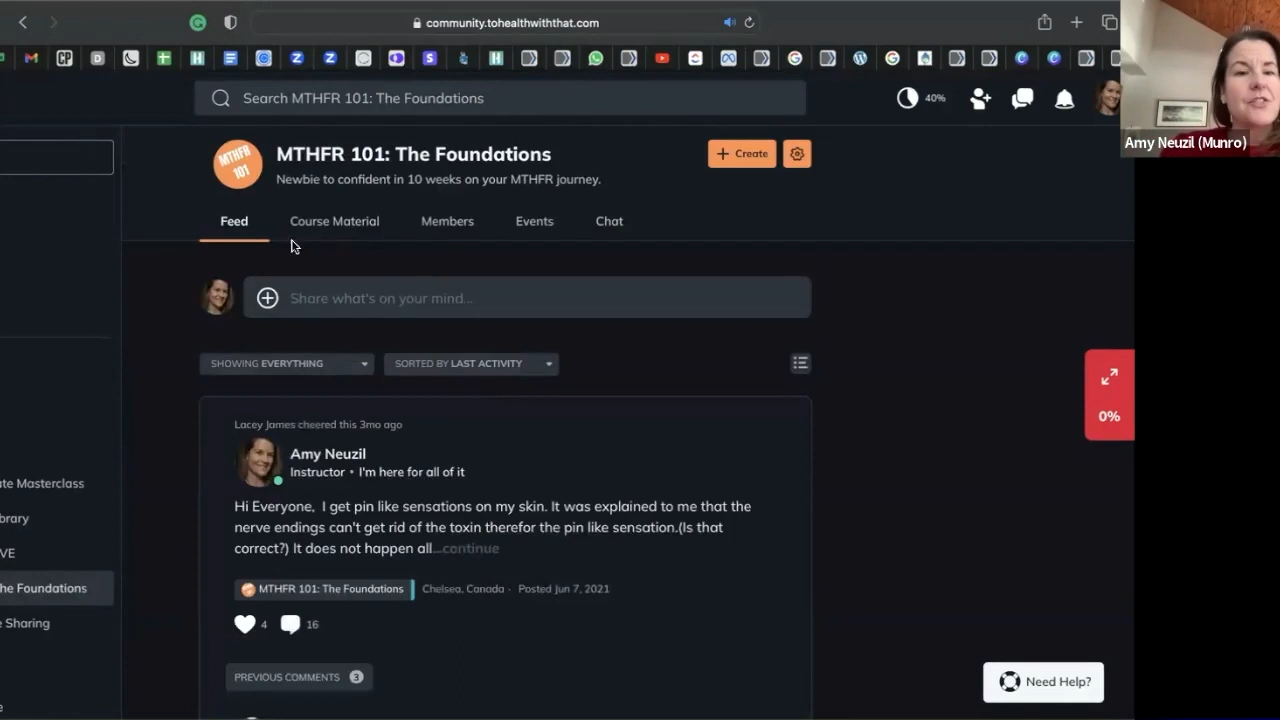 community.tohealthwiththat.com
Search MTHFR 101: The Foundations
40%
Amy Neuzil (Munro)
MTHFR 101
MTHFR 101: The Foundations
Newbie to confident in 10 weeks on your MTHFR journey.
+ Create
Feed
Course Material
Members
Events
Chat
Share what's on your mind...
SHOWING EVERYTHING
SORTED BY LAST ACTIVITY
0%
Lacey James cheered this 3mo ago
Amy Neuzil
Instructor • I'm here for all of it
Hi Everyone, I get pin like sensations on my skin. It was explained to me that the
nerve endings can't get rid of the toxin therefor the pin like sensation.(Is that
correct?) It does not happen all...continue
MTHFR 101: The Foundations
Chelsea, Canada · Posted Jun 7, 2021
4
16
PREVIOUS COMMENTS 3
ate Masterclass
brary
VE
he Foundations
e Sharing
e
Need Help?